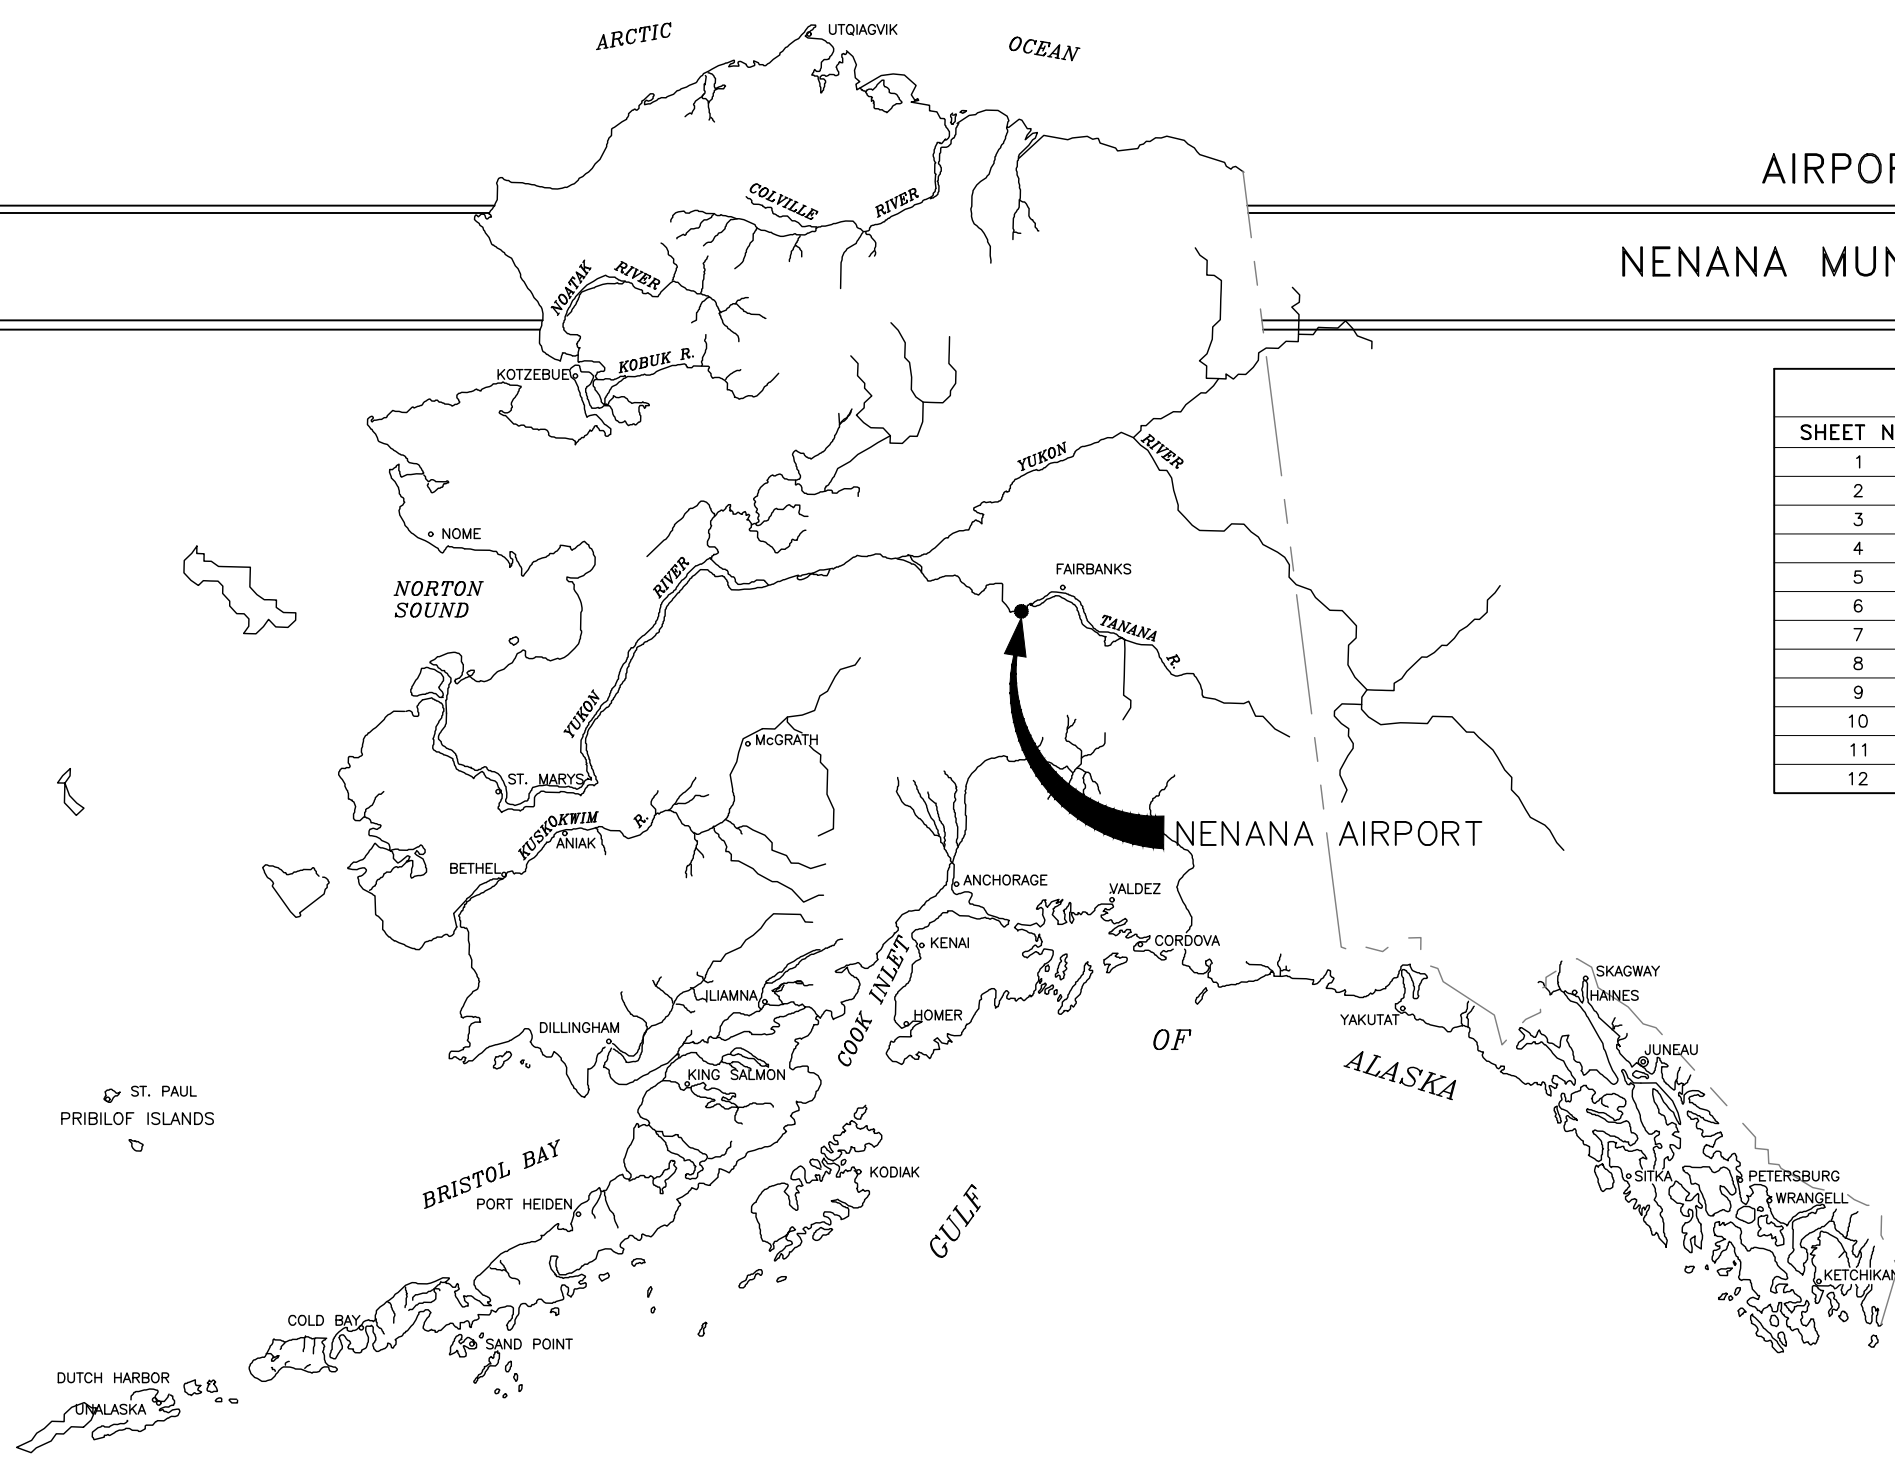 ARCTIC
OCEAN
UTQIAGVIK
AIRPOR
COLVILLE
RIVER
NENANA MUN
NOATAK
RIVER
KOBUK R.
KOTZEBUE
SHEET N
1
2
3
4
5
6
7
8
9
10
11
12
YUKON
RIVER
NOME
NORTON
SOUND
RIVER
FAIRBANKS
TANANA
R.
YUKON
McGRATH
ST. MARYS
KUSKOKWIM
R.
ANIAK
NENANA AIRPORT
BETHEL
ANCHORAGE
VALDEZ
KENAI
CORDOVA
COOK INLET
ILIAMNA
HOMER
SKAGWAY
HAINES
YAKUTAT
DILLINGHAM
OF
JUNEAU
KING SALMON
ALASKA
ST. PAUL
PRIBILOF ISLANDS
BRISTOL BAY
KODIAK
SITKA
PETERSBURG
WRANGELL
PORT HEIDEN
GULF
KETCHIKAN
COLD BAY
SAND POINT
DUTCH HARBOR
UNALASKA